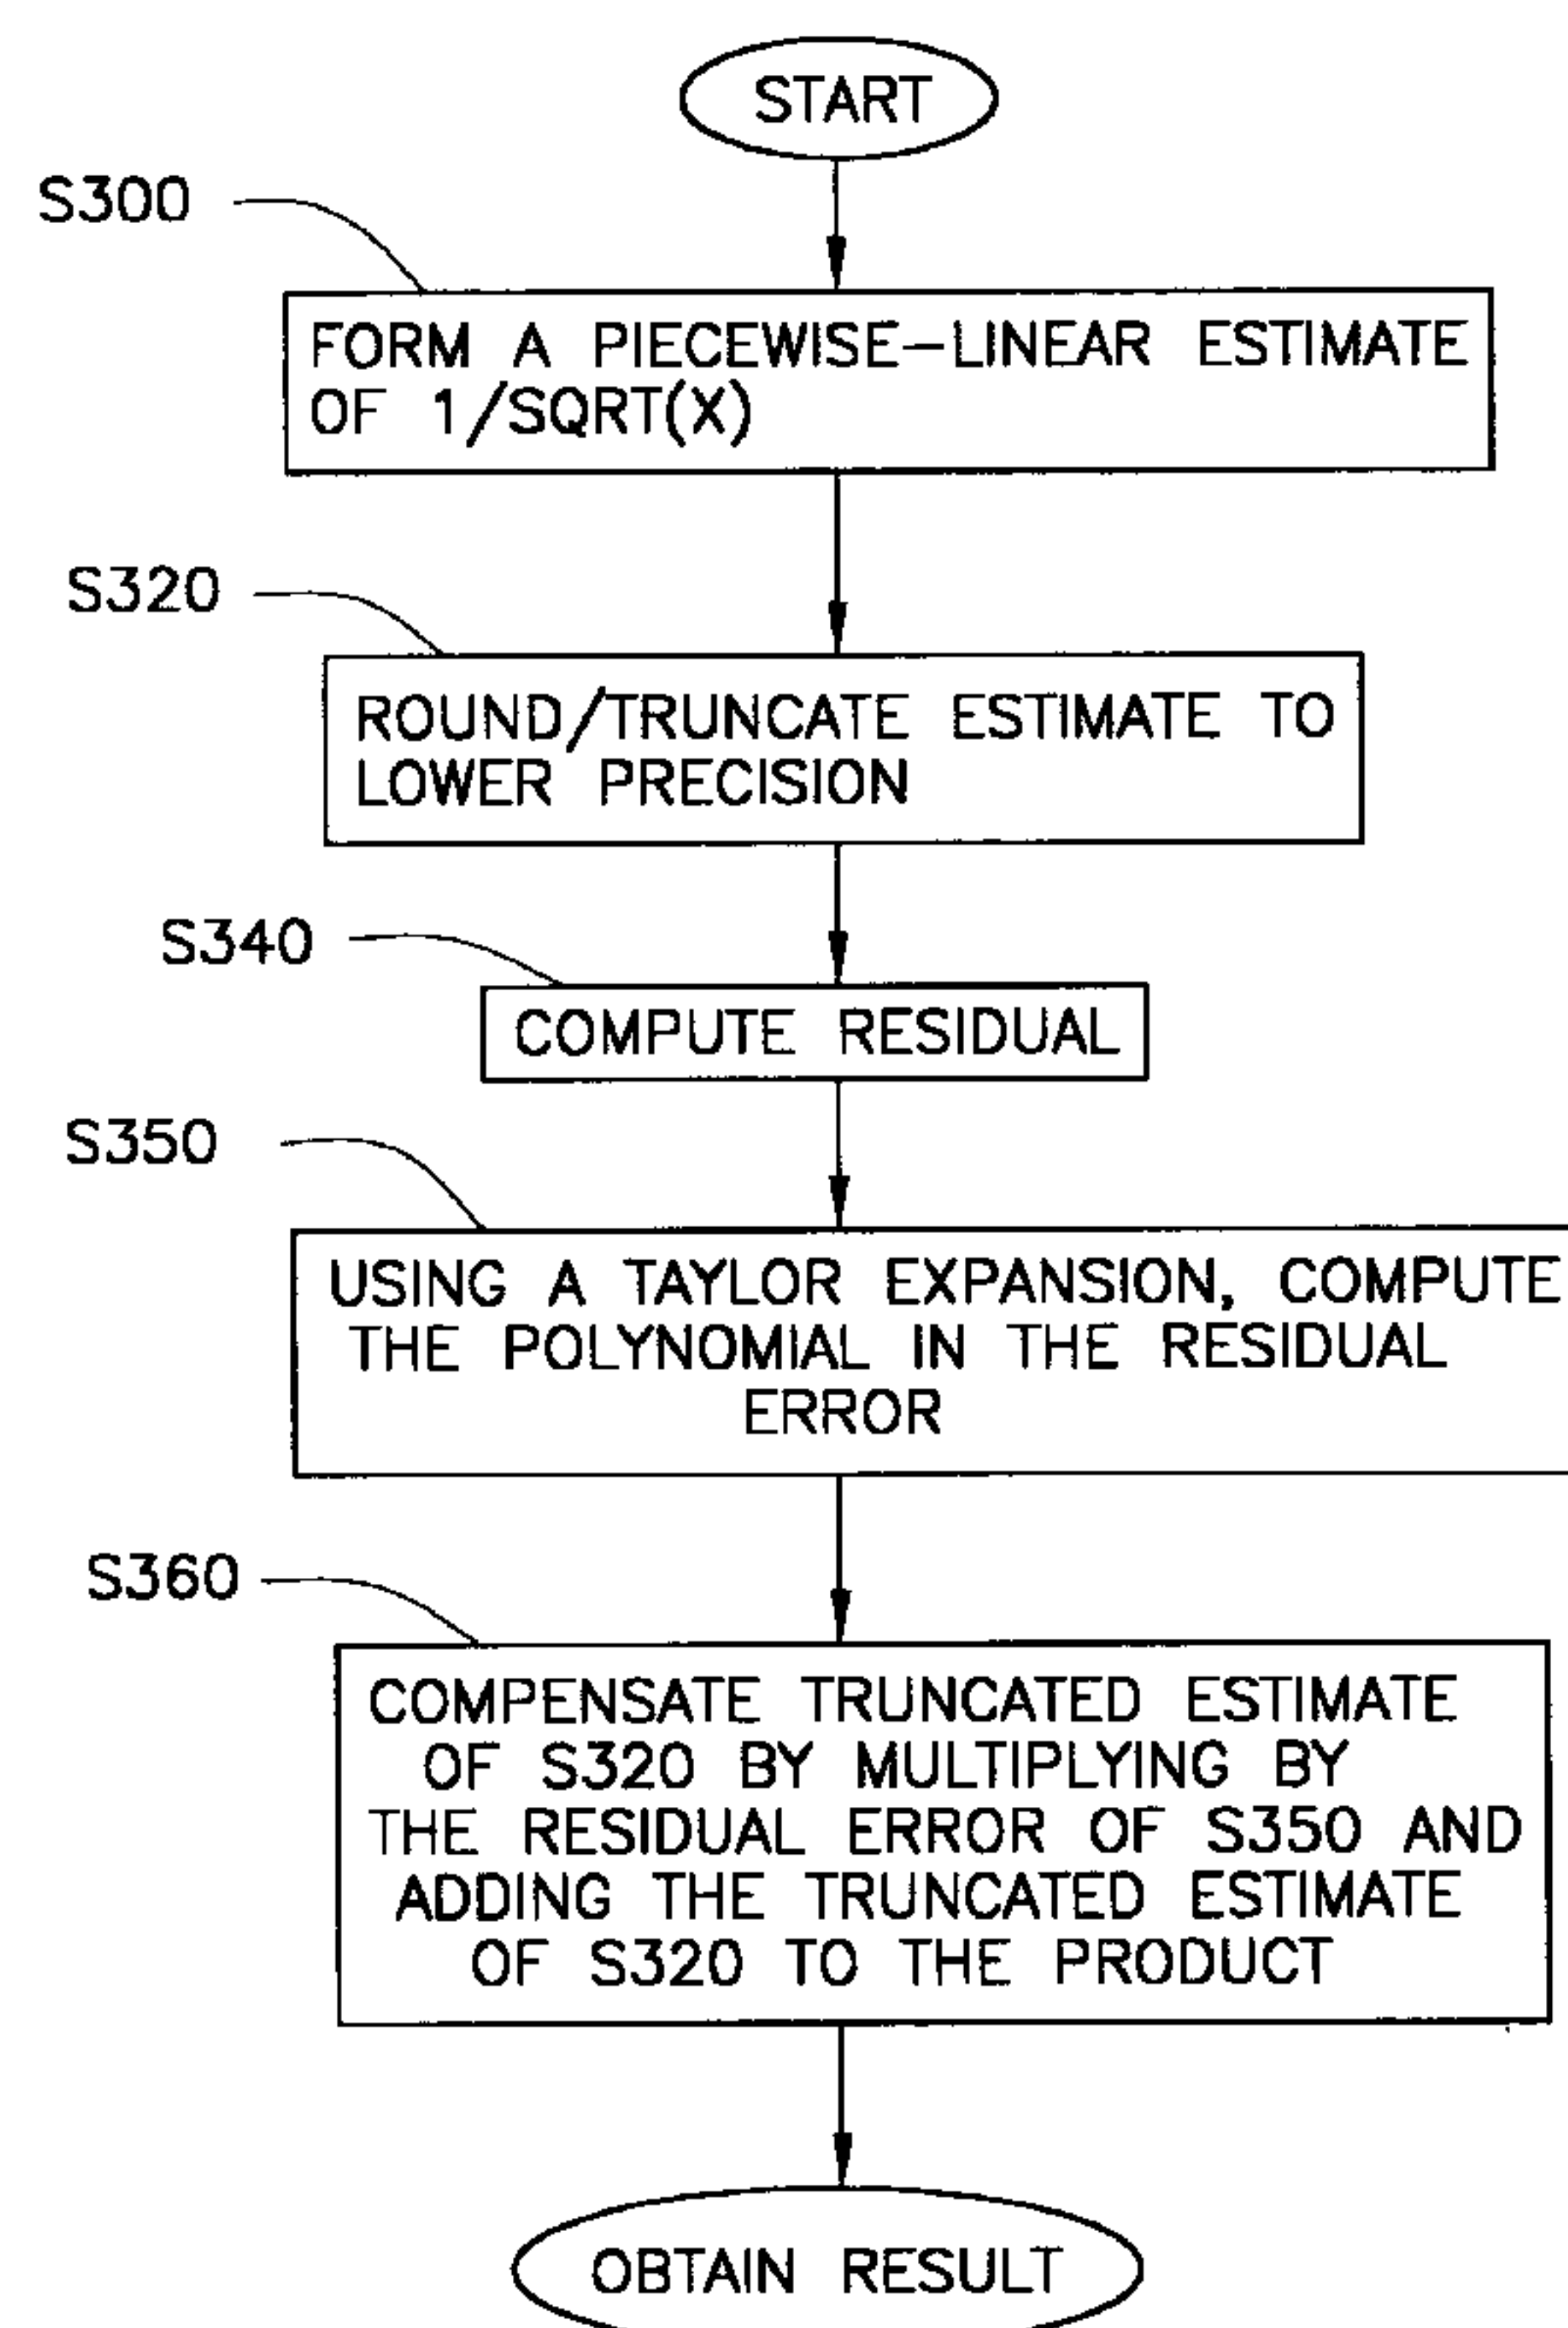 START
S300
FORM A PIECEWISE-LINEAR ESTIMATE
OF 1/SQRT(X)
S320
ROUND/TRUNCATE ESTIMATE TO
LOWER PRECISION
S340
COMPUTE RESIDUAL
S350
USING A TAYLOR EXPANSION, COMPUTE
THE POLYNOMIAL IN THE RESIDUAL
ERROR
S360
COMPENSATE TRUNCATED ESTIMATE
OF S320 BY MULTIPLYING BY
THE RESIDUAL ERROR OF S350 AND
ADDING THE TRUNCATED ESTIMATE
OF S320 TO THE PRODUCT
OBTAIN RESULT